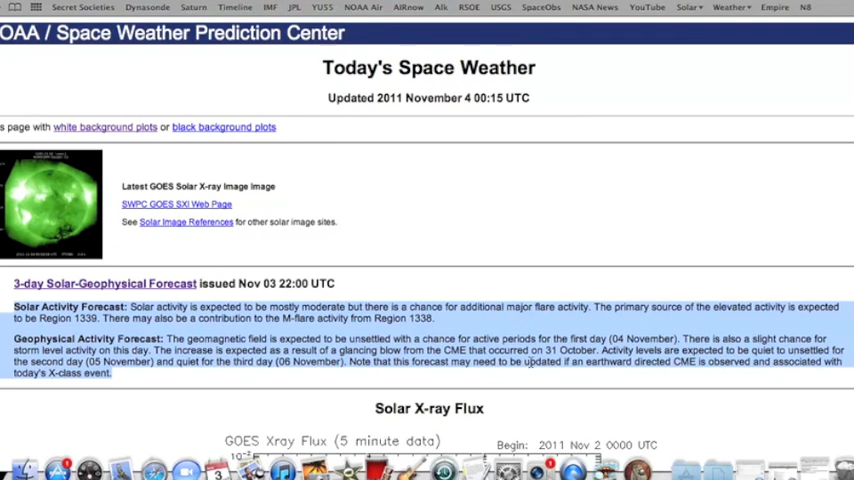 Secret Societies Dynasonde Saturn Timeline IMF JPL YU55 NOAA Air AIRnow Alk RSOE USGS SpaceObs NASA News YouTube Solar Weather Empire N8
OAA / Space Weather Prediction Center
Today's Space Weather
Updated 2011 November 4 00:15 UTC
s page with white background plots or black background plots
Latest GOES Solar X-ray Image Image
SWPC GOES SXI Web Page
See Solar Image References for other solar image sites.
3-day Solar-Geophysical Forecast issued Nov 03 22:00 UTC
Solar Activity Forecast: Solar activity is expected to be mostly moderate but there is a chance for additional major flare activity. The primary source of the elevated activity is expected
to be Region 1339. There may also be a contribution to the M-flare activity from Region 1338.
Geophysical Activity Forecast: The geomagnetic field is expected to be unsettled with a chance for active periods for the first day (04 November). There is also a slight chance for
storm level activity on this day. The increase is expected as a result of a glancing blow from the CME that occurred on 31 October. Activity levels are expected to be quiet to unsettled for
the second day (05 November) and quiet for the third day (06 November). Note that this forecast may need to be updated if an earthward directed CME is observed and associated with
today's X-class event.
Solar X-ray Flux
GOES Xray Flux (5 minute data)
Begin: 2011 Nov 2 0000 UTC
10-2
1
3
1